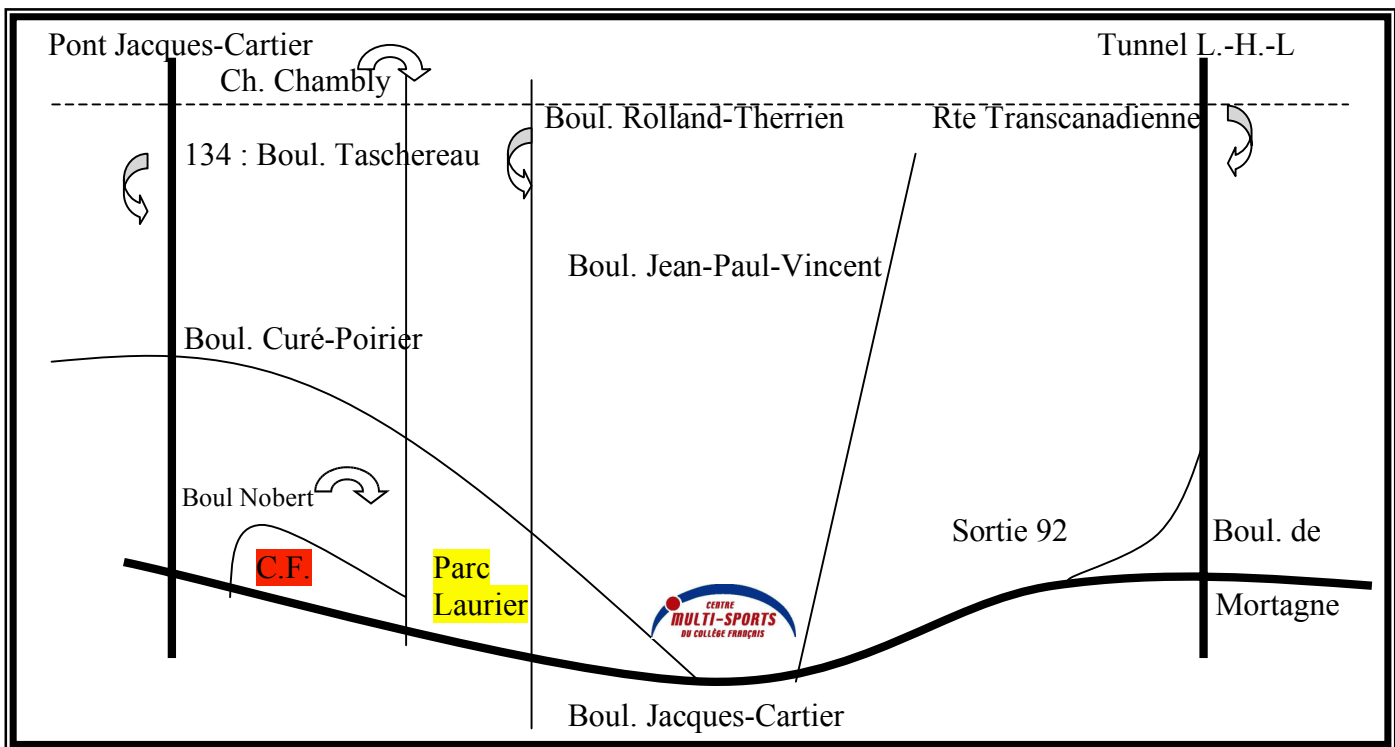 Pont Jacques-Cartier
Tunnel L.-H.-L
Ch. Chambly
Boul. Rolland-Therrien
Rte Transcanadienne
134 : Boul. Taschereau
Boul. Jean-Paul-Vincent
Boul. Curé-Poirier
Boul Nobert
Sortie 92
Boul. de
Mortagne
C.F.
Parc
Laurier
CENTRE
MULTI-SPORTS
DU COLLÈGE FRANÇAIS
Boul. Jacques-Cartier